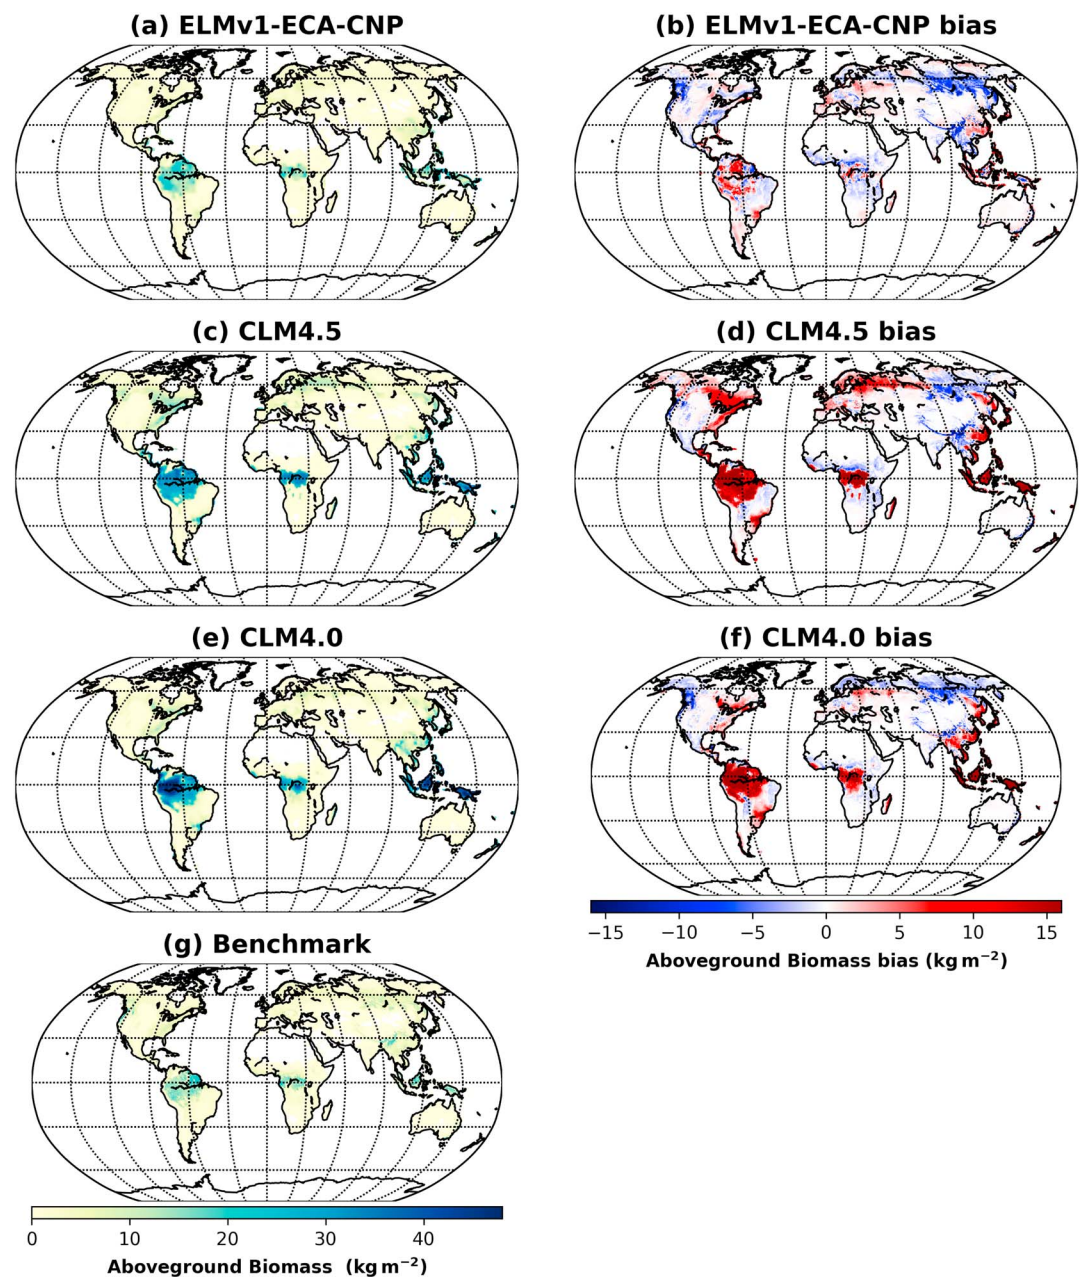 (a) ELMv1-ECA-CNP
(b) ELMv1-ECA-CNP bias
(c) CLM4.5
(d) CLM4.5 bias
(e) CLM4.0
(f) CLM4.0 bias
−15 −10 −5 0 5 10 15
Aboveground Biomass bias (kg m⁻²)
(g) Benchmark
0 10 20 30 40
Aboveground Biomass (kg m⁻²)